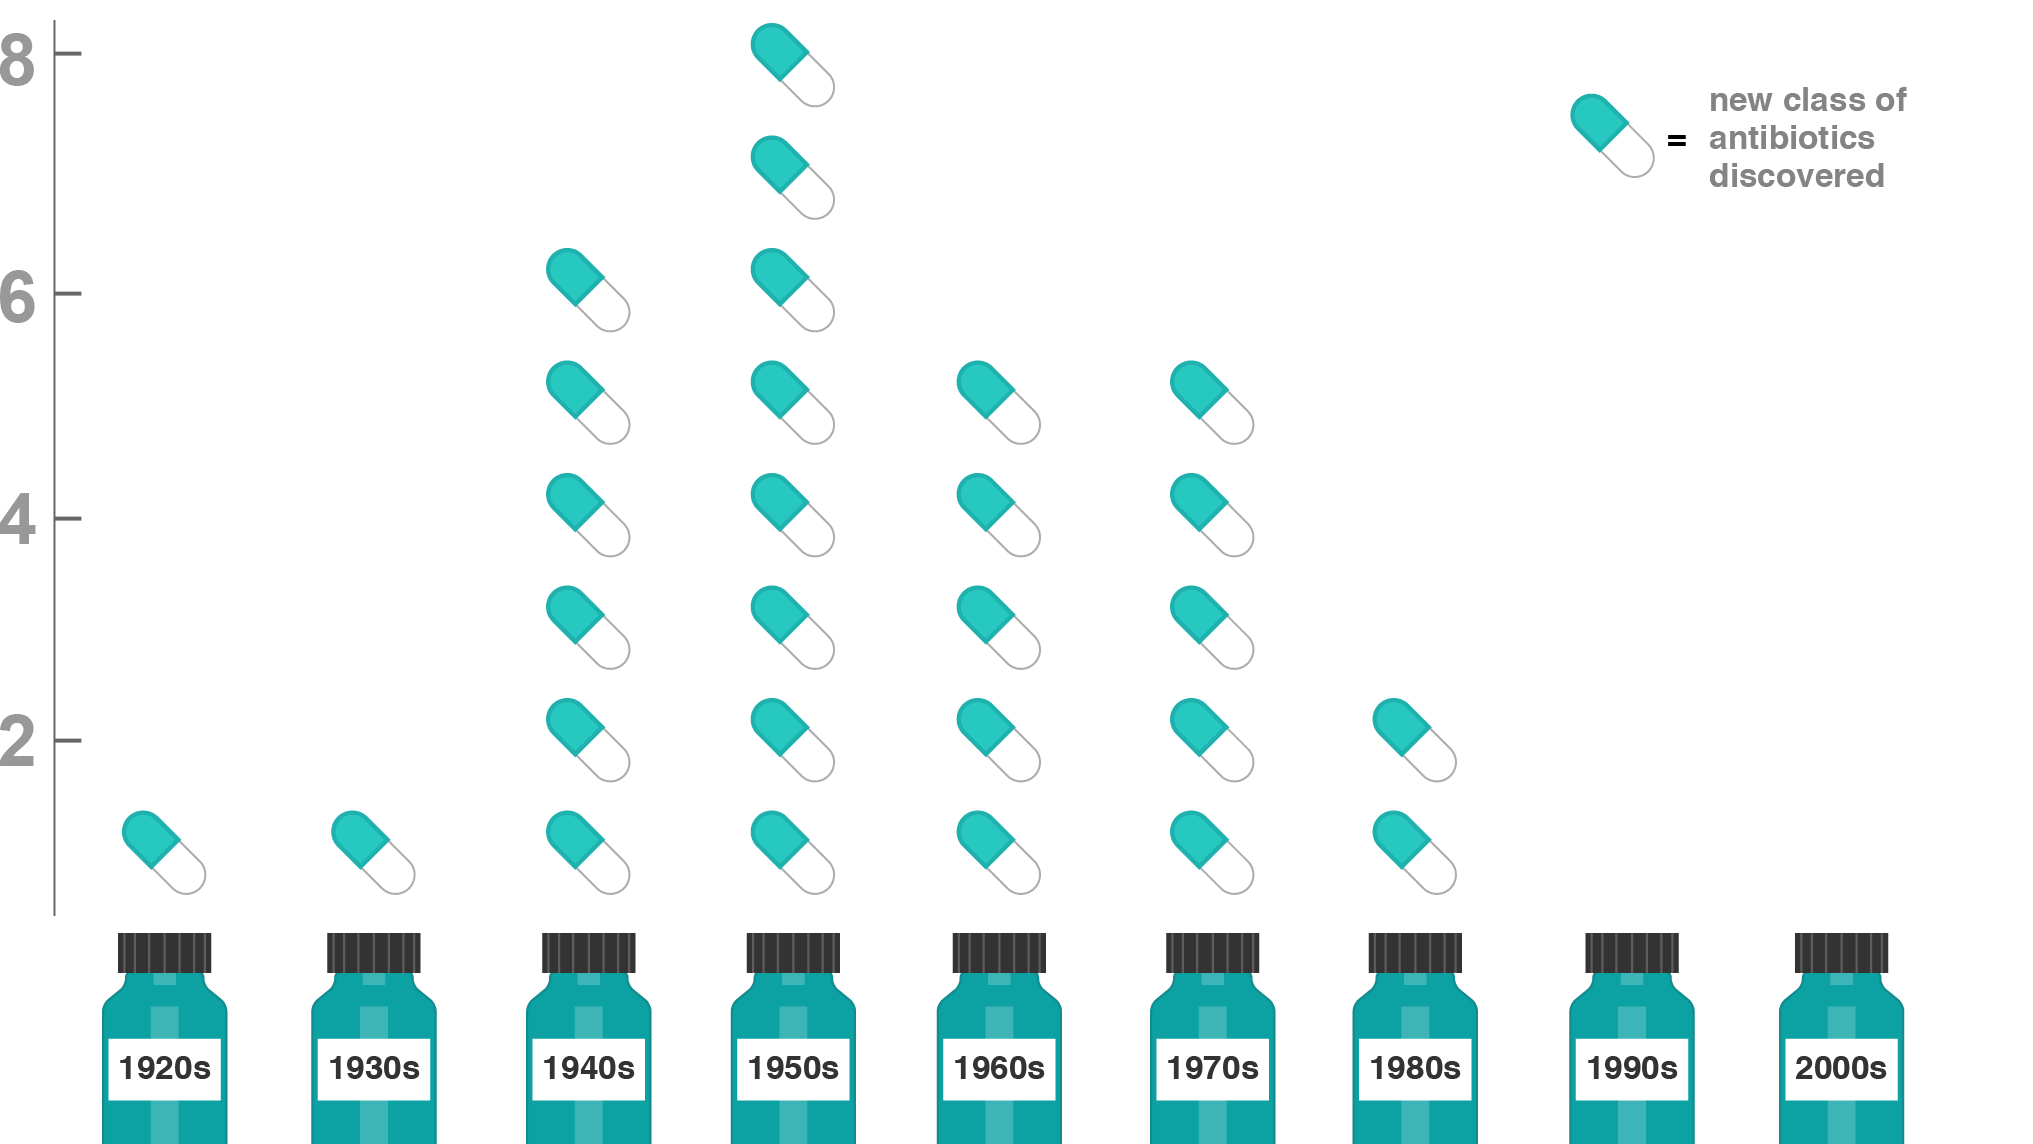 8
6
4
2
=
new class of
antibiotics
discovered
1920s
1930s
1940s
1950s
1960s
1970s
1980s
1990s
2000s